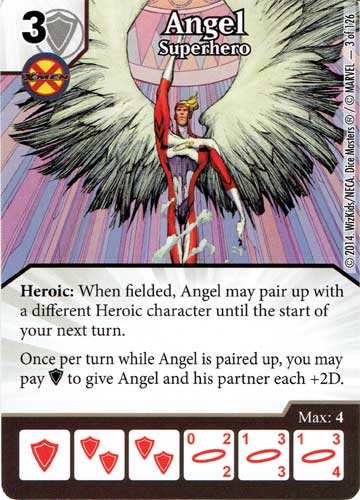 3
Angel
Superhero
X-MEN
© 2014. WizKids/NECA. Dice Masters ® / © MARVEL — 3 of 126
Heroic: When fielded, Angel may pair up with
a different Heroic character until the start of
your next turn.
Once per turn while Angel is paired up, you may
pay to give Angel and his partner each +2D.
Max: 4
0 2 1 3 1 3
2 3 4